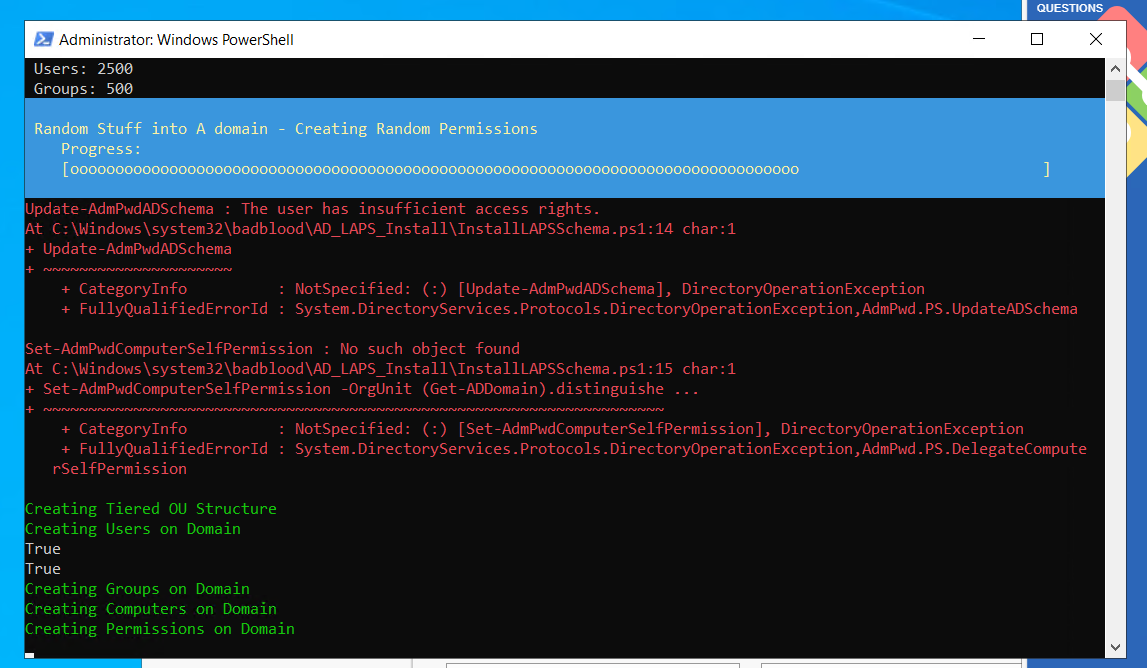 QUESTIONS
Administrator: Windows PowerShell
Users: 2500
Groups: 500
Random Stuff into A domain - Creating Random Permissions
Progress:
[ooooooooooooooooooooooooooooooooooooooooooooooooooooooooooooooooooooooooooooooooo ]
Update-AdmPwdADSchema : The user has insufficient access rights.
At C:\Windows\system32\badblood\AD_LAPS_Install\InstallLAPSSchema.ps1:14 char:1
+ Update-AdmPwdADSchema
+ ~~~~~~~~~~~~~~~~~~~~~
+ CategoryInfo : NotSpecified: (:) [Update-AdmPwdADSchema], DirectoryOperationException
+ FullyQualifiedErrorId : System.DirectoryServices.Protocols.DirectoryOperationException,AdmPwd.PS.UpdateADSchema
Set-AdmPwdComputerSelfPermission : No such object found
At C:\Windows\system32\badblood\AD_LAPS_Install\InstallLAPSSchema.ps1:15 char:1
+ Set-AdmPwdComputerSelfPermission -OrgUnit (Get-ADDomain).distinguishe ...
+ ~~~~~~~~~~~~~~~~~~~~~~~~~~~~~~~~~~~~~~~~~~~~~~~~~~~~~~~~~~~~~~~~~~~~~
+ CategoryInfo : NotSpecified: (:) [Set-AdmPwdComputerSelfPermission], DirectoryOperationException
+ FullyQualifiedErrorId : System.DirectoryServices.Protocols.DirectoryOperationException,AdmPwd.PS.DelegateCompute
rSelfPermission
Creating Tiered OU Structure
Creating Users on Domain
True
True
Creating Groups on Domain
Creating Computers on Domain
Creating Permissions on Domain